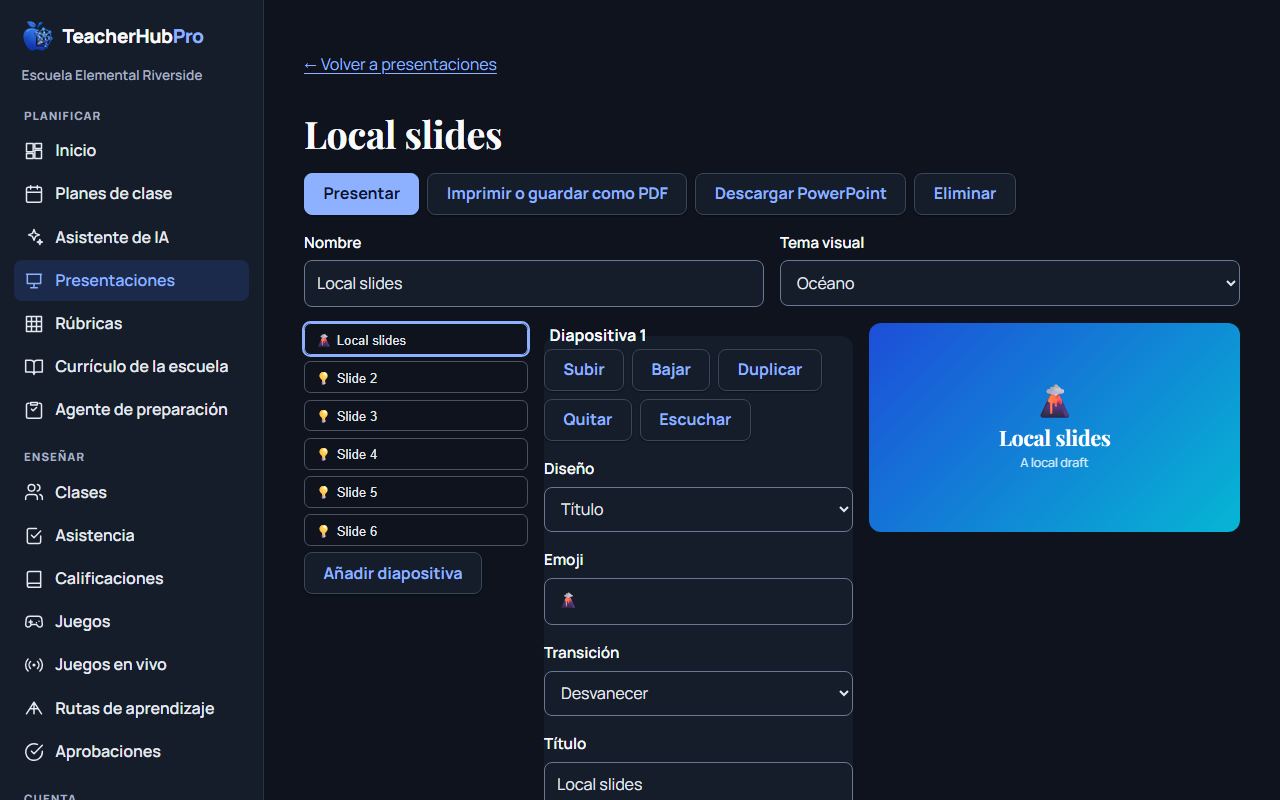 TeacherHubPro
Escuela Elemental Riverside
PLANIFICAR
Inicio
Planes de clase
Asistente de IA
Presentaciones
Rúbricas
Currículo de la escuela
Agente de preparación
ENSEÑAR
Clases
Asistencia
Calificaciones
Juegos
Juegos en vivo
Rutas de aprendizaje
Aprobaciones
CUENTA
← Volver a presentaciones
Local slides
Presentar
Imprimir o guardar como PDF
Descargar PowerPoint
Eliminar
Nombre
Local slides
Tema visual
Océano
Local slides
Slide 2
Slide 3
Slide 4
Slide 5
Slide 6
Añadir diapositiva
Diapositiva 1
Subir
Bajar
Duplicar
Quitar
Escuchar
Diseño
Título
Emoji
Transición
Desvanecer
Título
Local slides
Local slides
A local draft